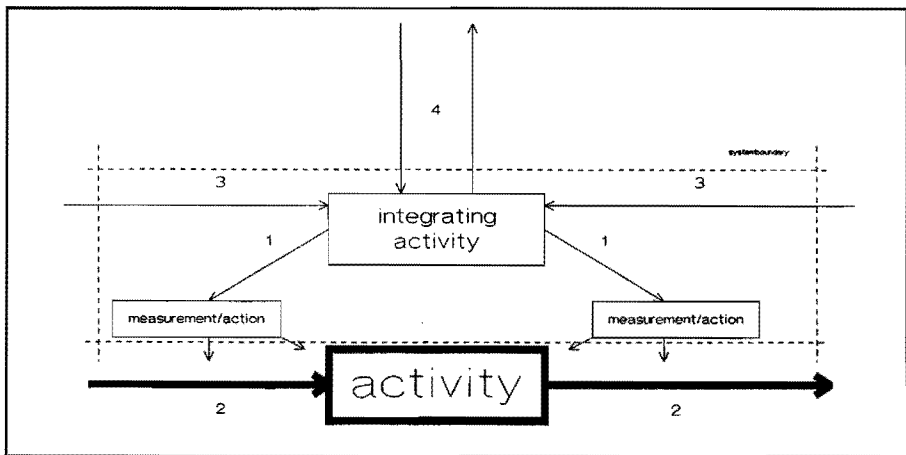 4
systemboundary
3
3
integrating
activity
1
1
measurement/action
measurement/action
activity
2
2